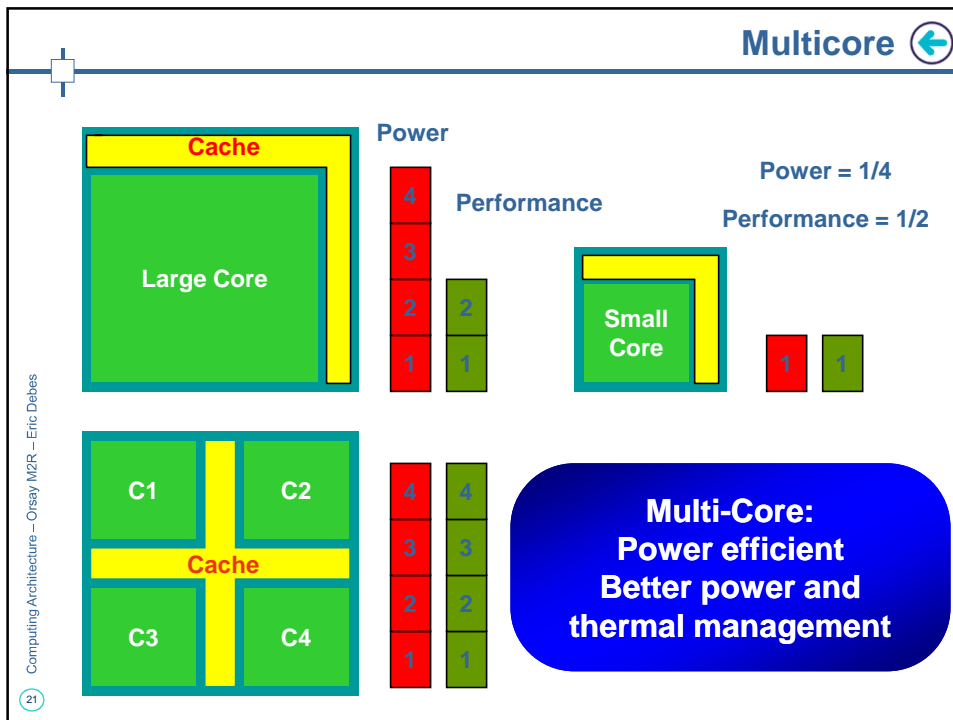 Multicore
Cache
Large Core
Power
4
3
2
1
Performance
2
1
Power = 1/4
Performance = 1/2
Small
Core
1
1
C1
C2
Cache
C3
C4
4
3
2
1
4
3
2
1
Multi-Core:
Power efficient
Better power and
thermal management
Computing Architecture – Orsay M2R – Eric Debes
21